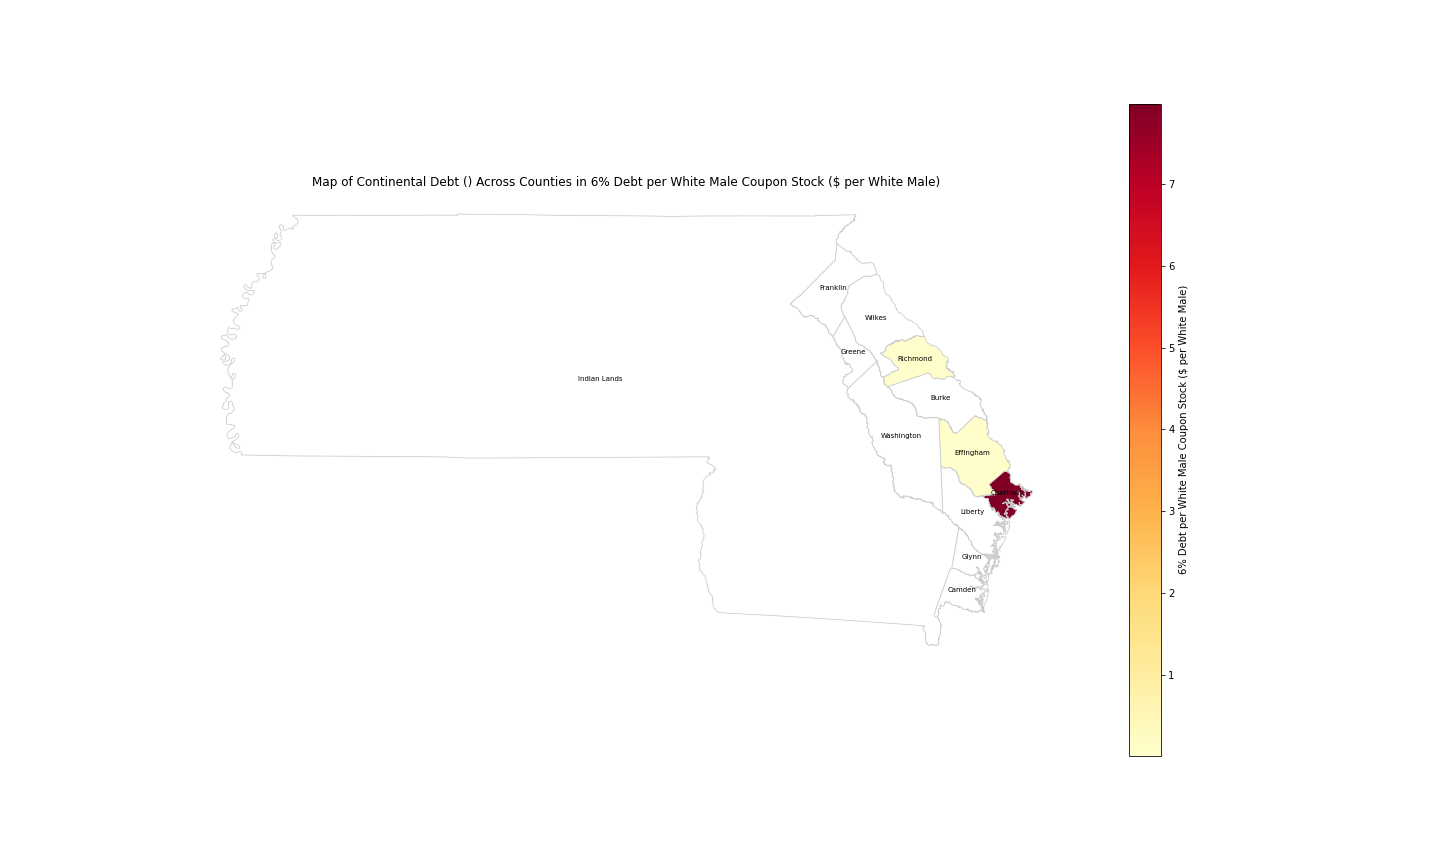 Map of Continental Debt () Across Counties in 6% Debt per White Male Coupon Stock ($ per White Male)
Franklin
Wilkes
Greene
Richmond
Indian Lands
Burke
Washington
Effingham
Chatham
Liberty
Glynn
Camden
7
6
5
4
3
2
1
6% Debt per White Male Coupon Stock ($ per White Male)